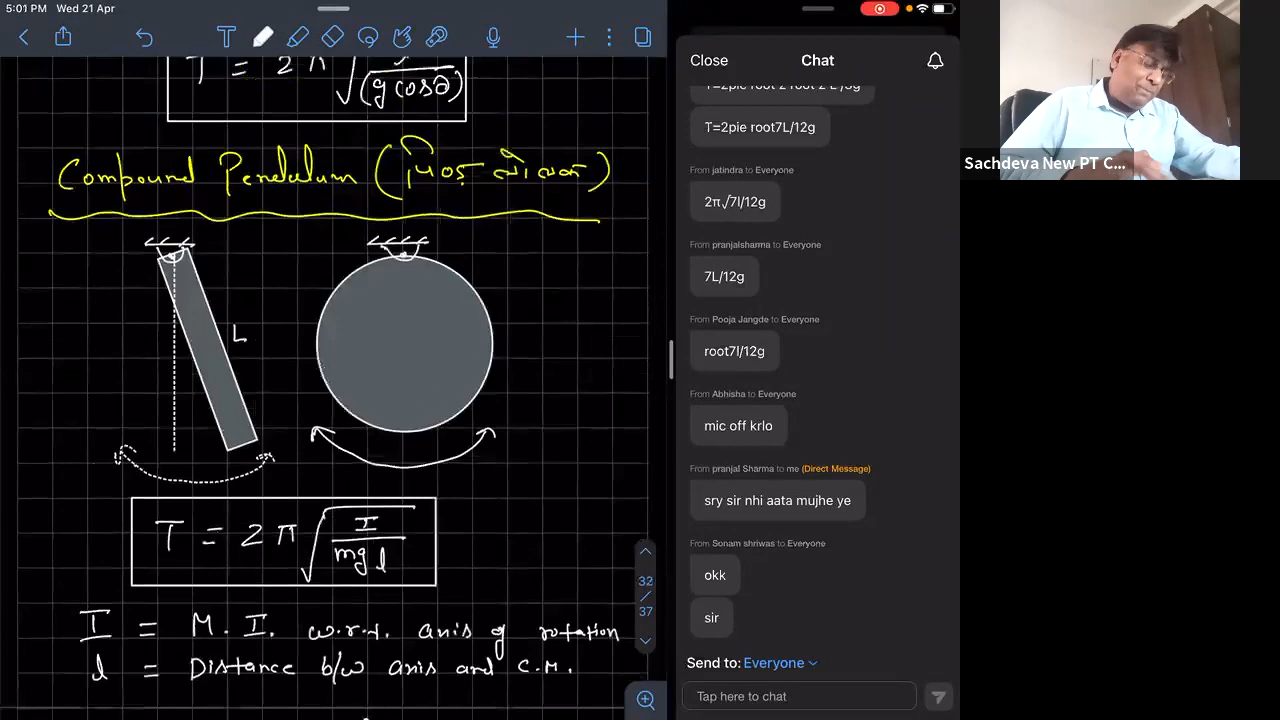 5:01 PM Wed 21 Apr
T = 2 π √ (g cosθ)
Compound Pendulum (
L
T = 2 π √ I / mg l
I = M. I. w.r.t. axis of rotation
l = Distance b/w axis and C.M.
32
/
37
Close Chat
T=2pie root7L/12g
From jatindra to Everyone
2π√7l/12g
From pranjalsharma to Everyone
7L/12g
From Pooja Jangde to Everyone
root7l/12g
From Abhisha to Everyone
mic off krlo
From pranjal Sharma to me (Direct Message)
sry sir nhi aata mujhe ye
From Sonam shriwas to Everyone
okk
sir
Send to: Everyone
Tap here to chat
Sachdeva New PT C...